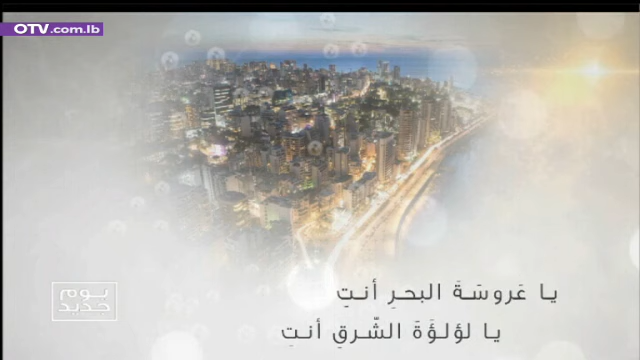 OTV.com.lb
يا عَروسَةَ البحرِ أنتِ
يا لؤلؤَةَ الشّرقِ أنتِ
يوم
جديد